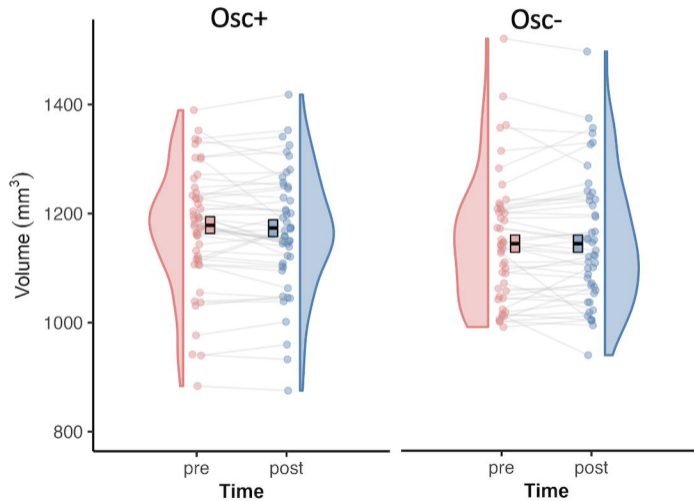 Osc+
Osc-
Volume (mm³)
1400
1200
1000
800
pre
post
pre
post
Time
Time